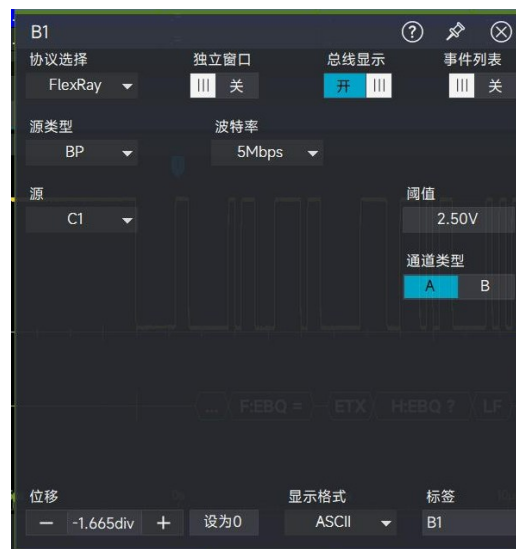 B1
协议选择 独立窗口 总线显示 事件列表
FlexRay 关 开 关
源类型 波特率
BP 5Mbps
源 阈值
C1 2.50V
通道类型
A B
... F:EBQ = ETX H:EBQ ? LF
位移 显示格式 标签
-1.665div + 设为0 ASCII B1